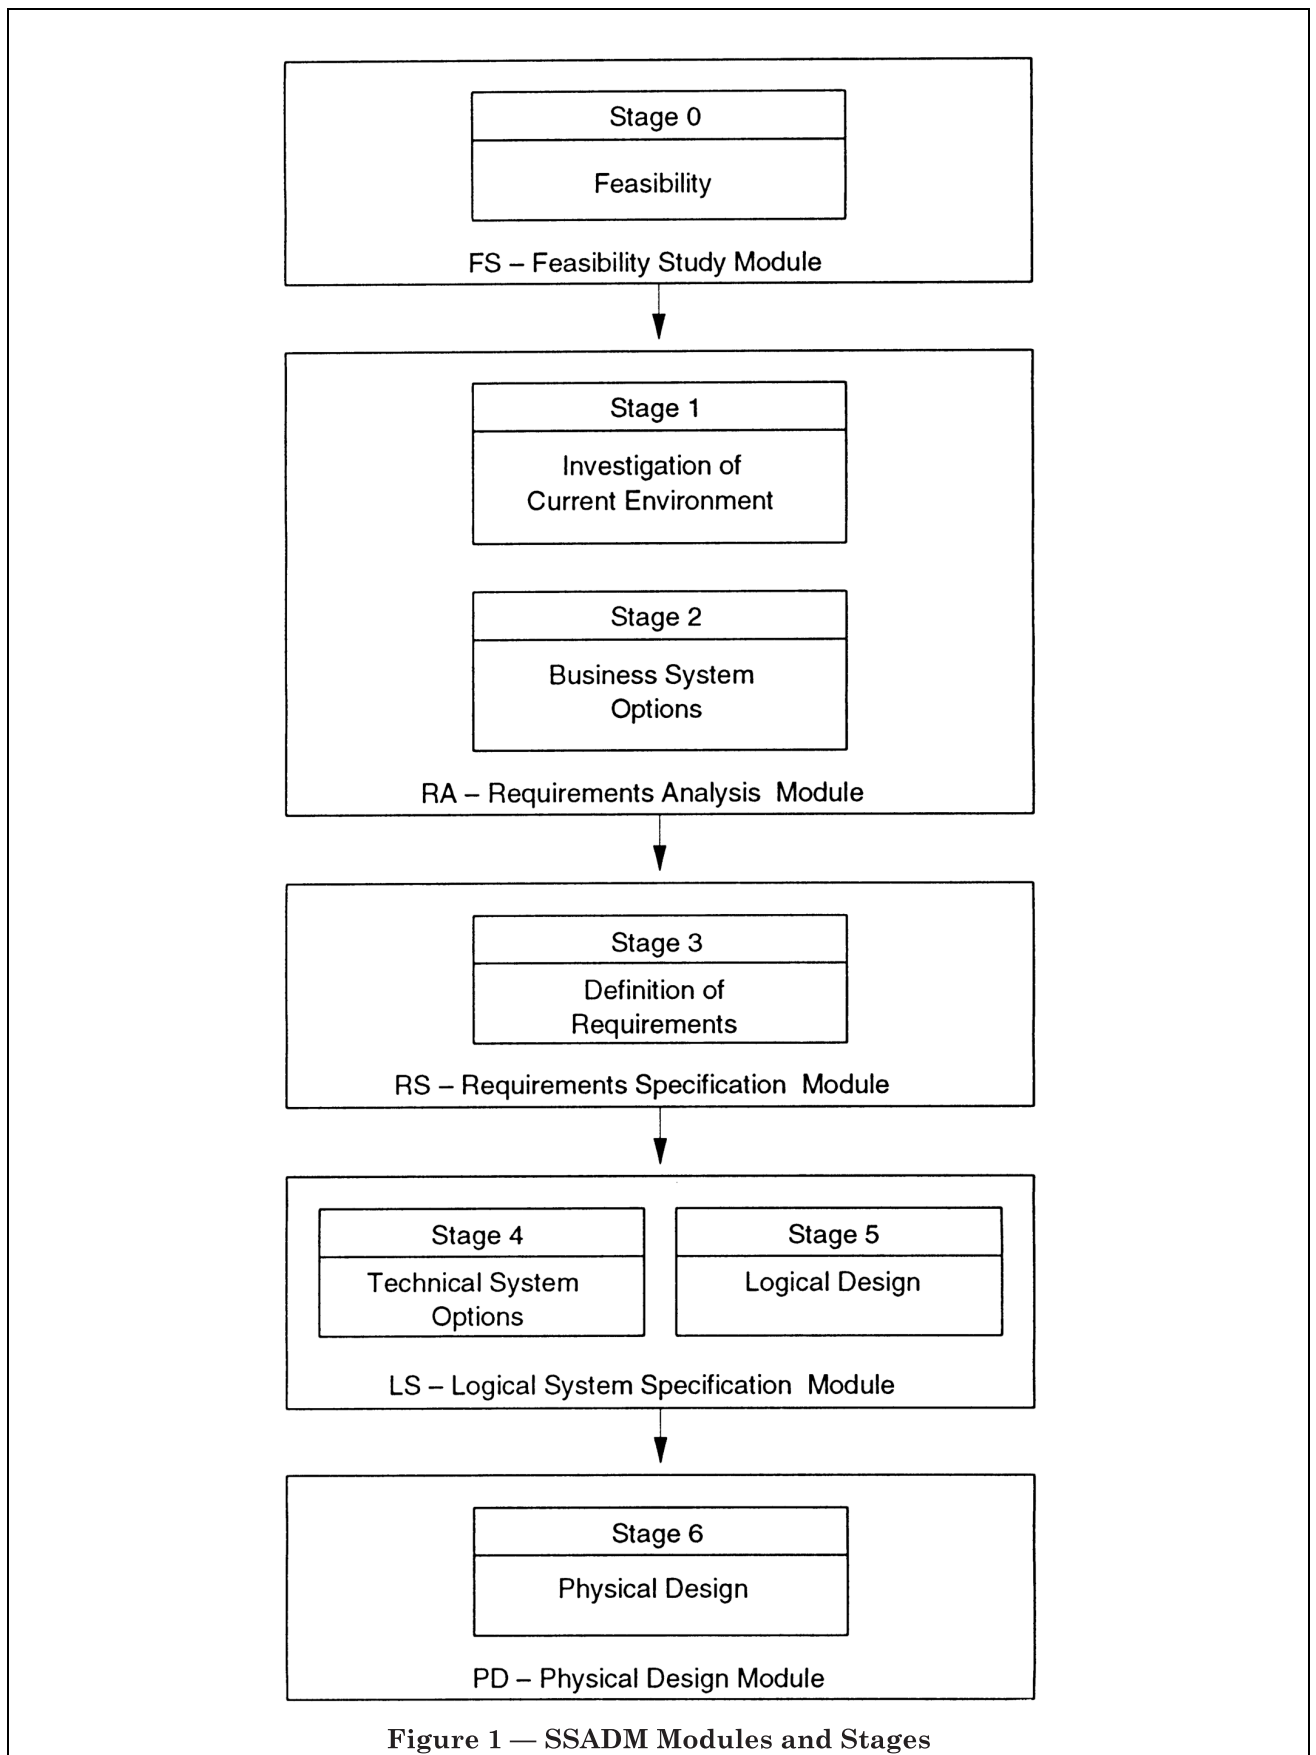 Stage 0
Feasibility
FS – Feasibility Study Module
Stage 1
Investigation of
Current Environment
Stage 2
Business System
Options
RA – Requirements Analysis Module
Stage 3
Definition of
Requirements
RS – Requirements Specification Module
Stage 4
Technical System
Options
Stage 5
Logical Design
LS – Logical System Specification Module
Stage 6
Physical Design
PD – Physical Design Module
Figure 1 — SSADM Modules and Stages